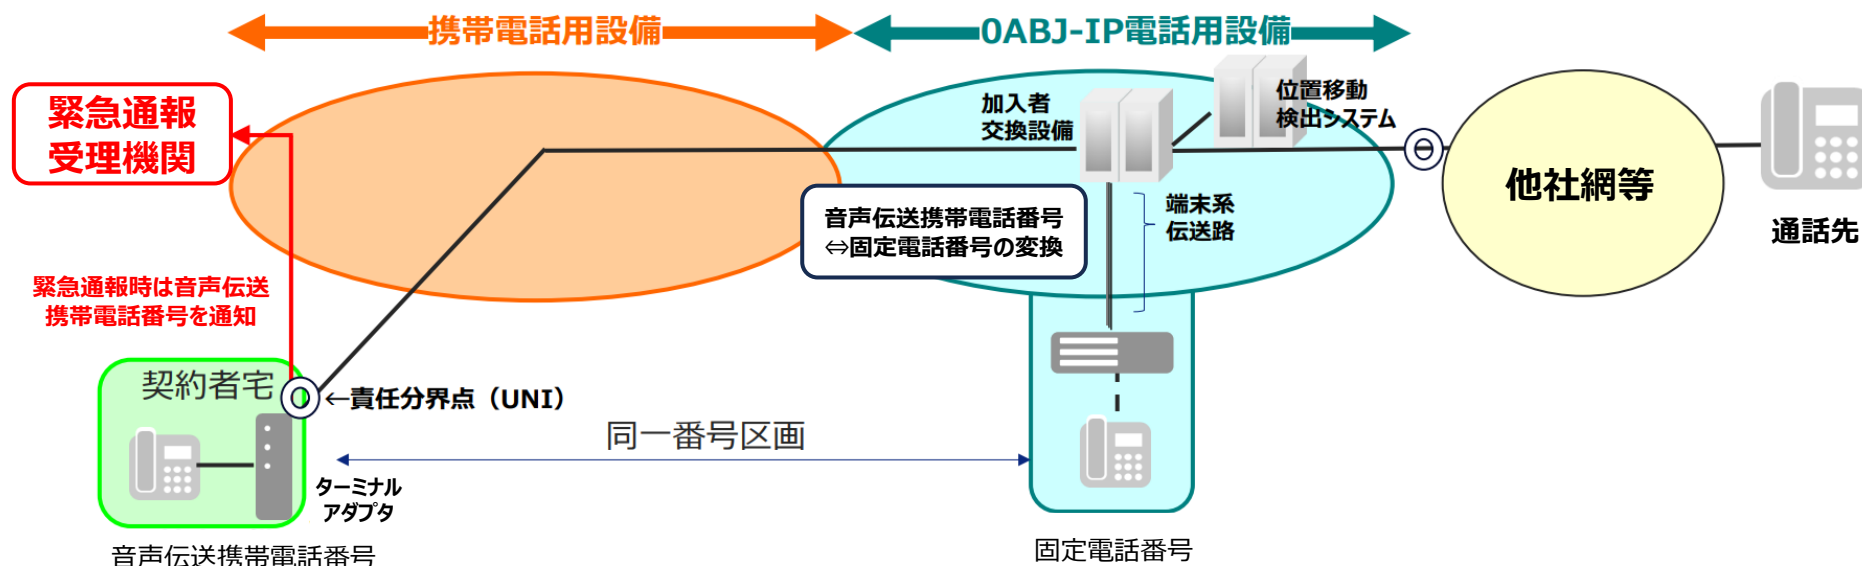 携帯電話用設備
0ABJ-IP電話用設備
緊急通報
受理機関
加入者
交換設備
位置移動
検出システム
他社網等
通話先
音声伝送携帯電話番号
⇔固定電話番号の変換
端末系
伝送路
緊急通報時は音声伝送
携帯電話番号を通知
契約者宅
←責任分界点（UNI）
同一番号区画
ターミナル
アダプタ
音声伝送携帯電話番号
固定電話番号